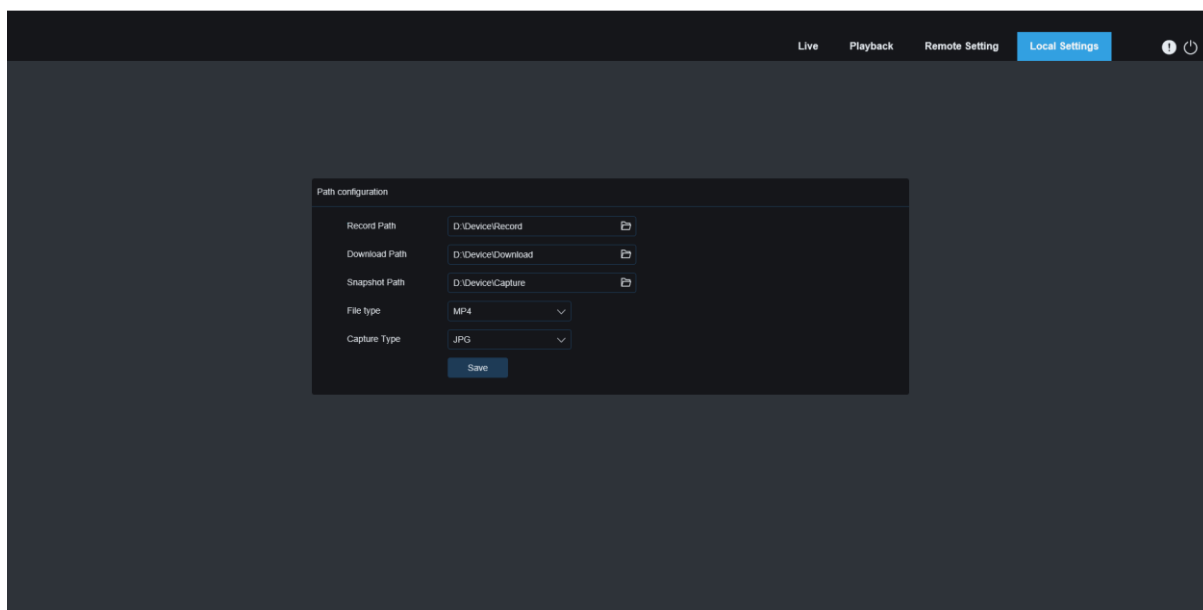 Live Playback Remote Setting Local Settings
Path configuration
Record Path D:\Device\Record
Download Path D:\Device\Download
Snapshot Path D:\Device\Capture
File type MP4
Capture Type JPG
Save